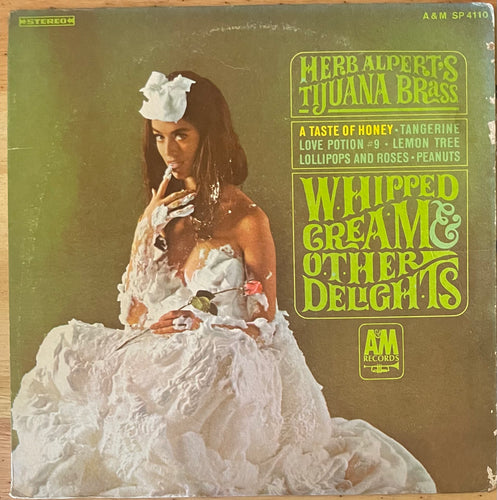 STEREO
A&M SP 4110
HERB ALPERT'S
TIJUANA BRASS
A TASTE OF HONEY • TANGERINE
LOVE POTION #9 • LEMON TREE
LOLLIPOPS AND ROSES • PEANUTS
WHIPPED
CREAM &
OTHER
DELIGHTS
A&M
RECORDS